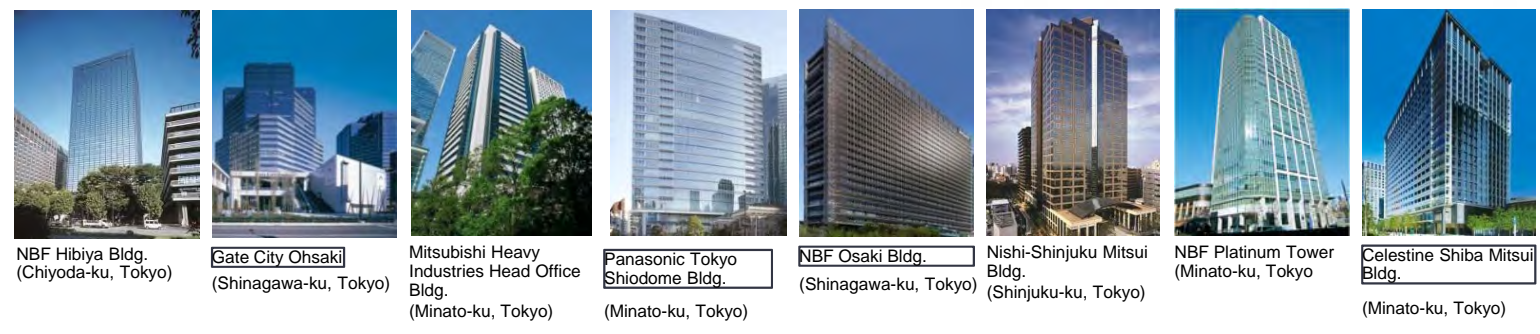 NBF Hibiya Bldg.
(Chiyoda-ku, Tokyo)
Gate City Ohsaki
(Shinagawa-ku, Tokyo)
Mitsubishi Heavy
Industries Head Office
Bldg.
(Minato-ku, Tokyo)
Panasonic Tokyo
Shiodome Bldg.
(Minato-ku, Tokyo)
NBF Osaki Bldg.
(Shinagawa-ku, Tokyo)
Nishi-Shinjuku Mitsui
Bldg.
(Shinjuku-ku, Tokyo)
NBF Platinum Tower
(Minato-ku, Tokyo
Celestine Shiba Mitsui
Bldg.
(Minato-ku, Tokyo)